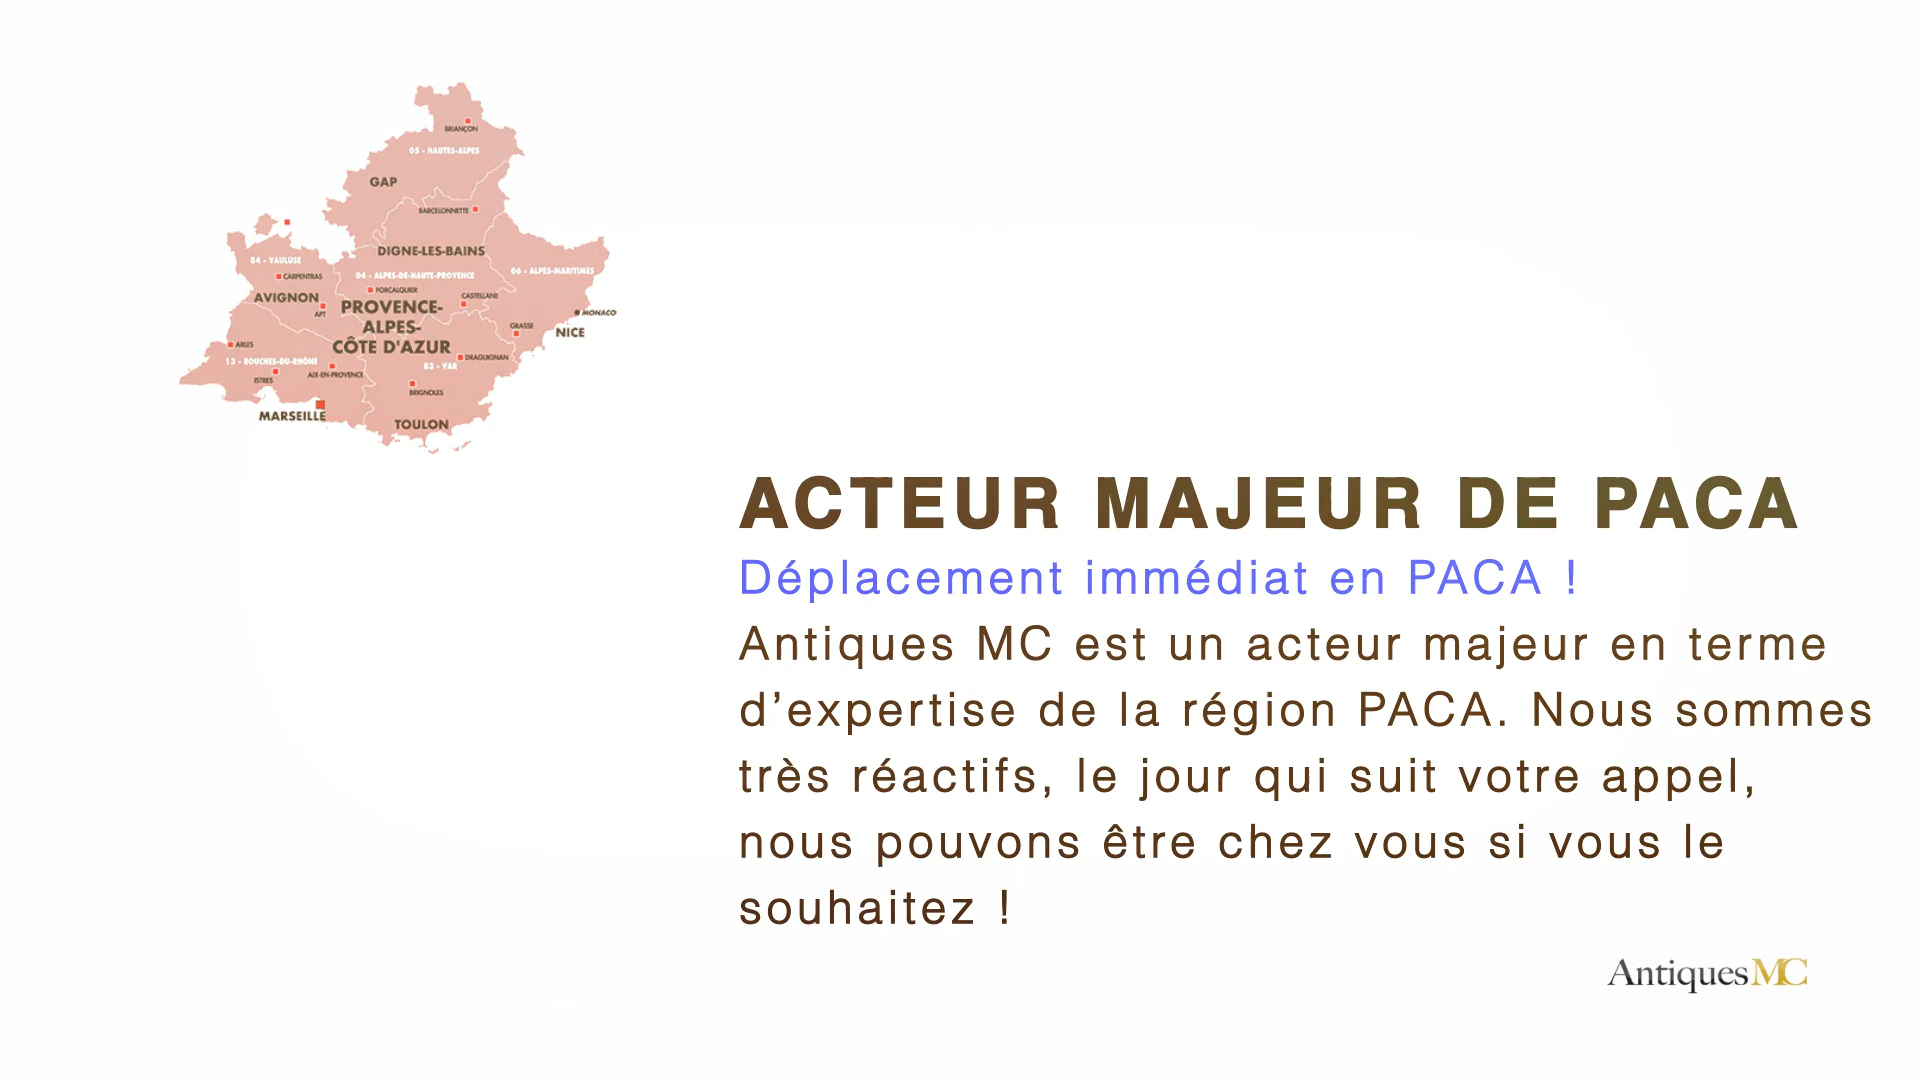 BRIANÇON
05 - HAUTES-ALPES
GAP
BARCELONNETTE
DIGNE-LES-BAINS
84 - VAULUSE
04 - ALPES-DE-HAUTE-PROVENCE
06 - ALPES-MARITIMES
CARPENTRAS
FORCALQUIER
AVIGNON
CASTELLANE
APT
PROVENCE-
ALPES-
CÔTE D'AZUR
MONACO
GRASSE
NICE
ARLES
DRAGUIGNAN
13 - BOUCHES-DU-RHÔNE
83 - VAR
AIX-EN-PROVENCE
ISTRES
BRIGNOLES
MARSEILLE
TOULON
ACTEUR MAJEUR DE PACA
Déplacement immédiat en PACA !
Antiques MC est un acteur majeur en terme
d’expertise de la région PACA. Nous sommes
très réactifs, le jour qui suit votre appel,
nous pouvons être chez vous si vous le
souhaitez !
Antiques MC